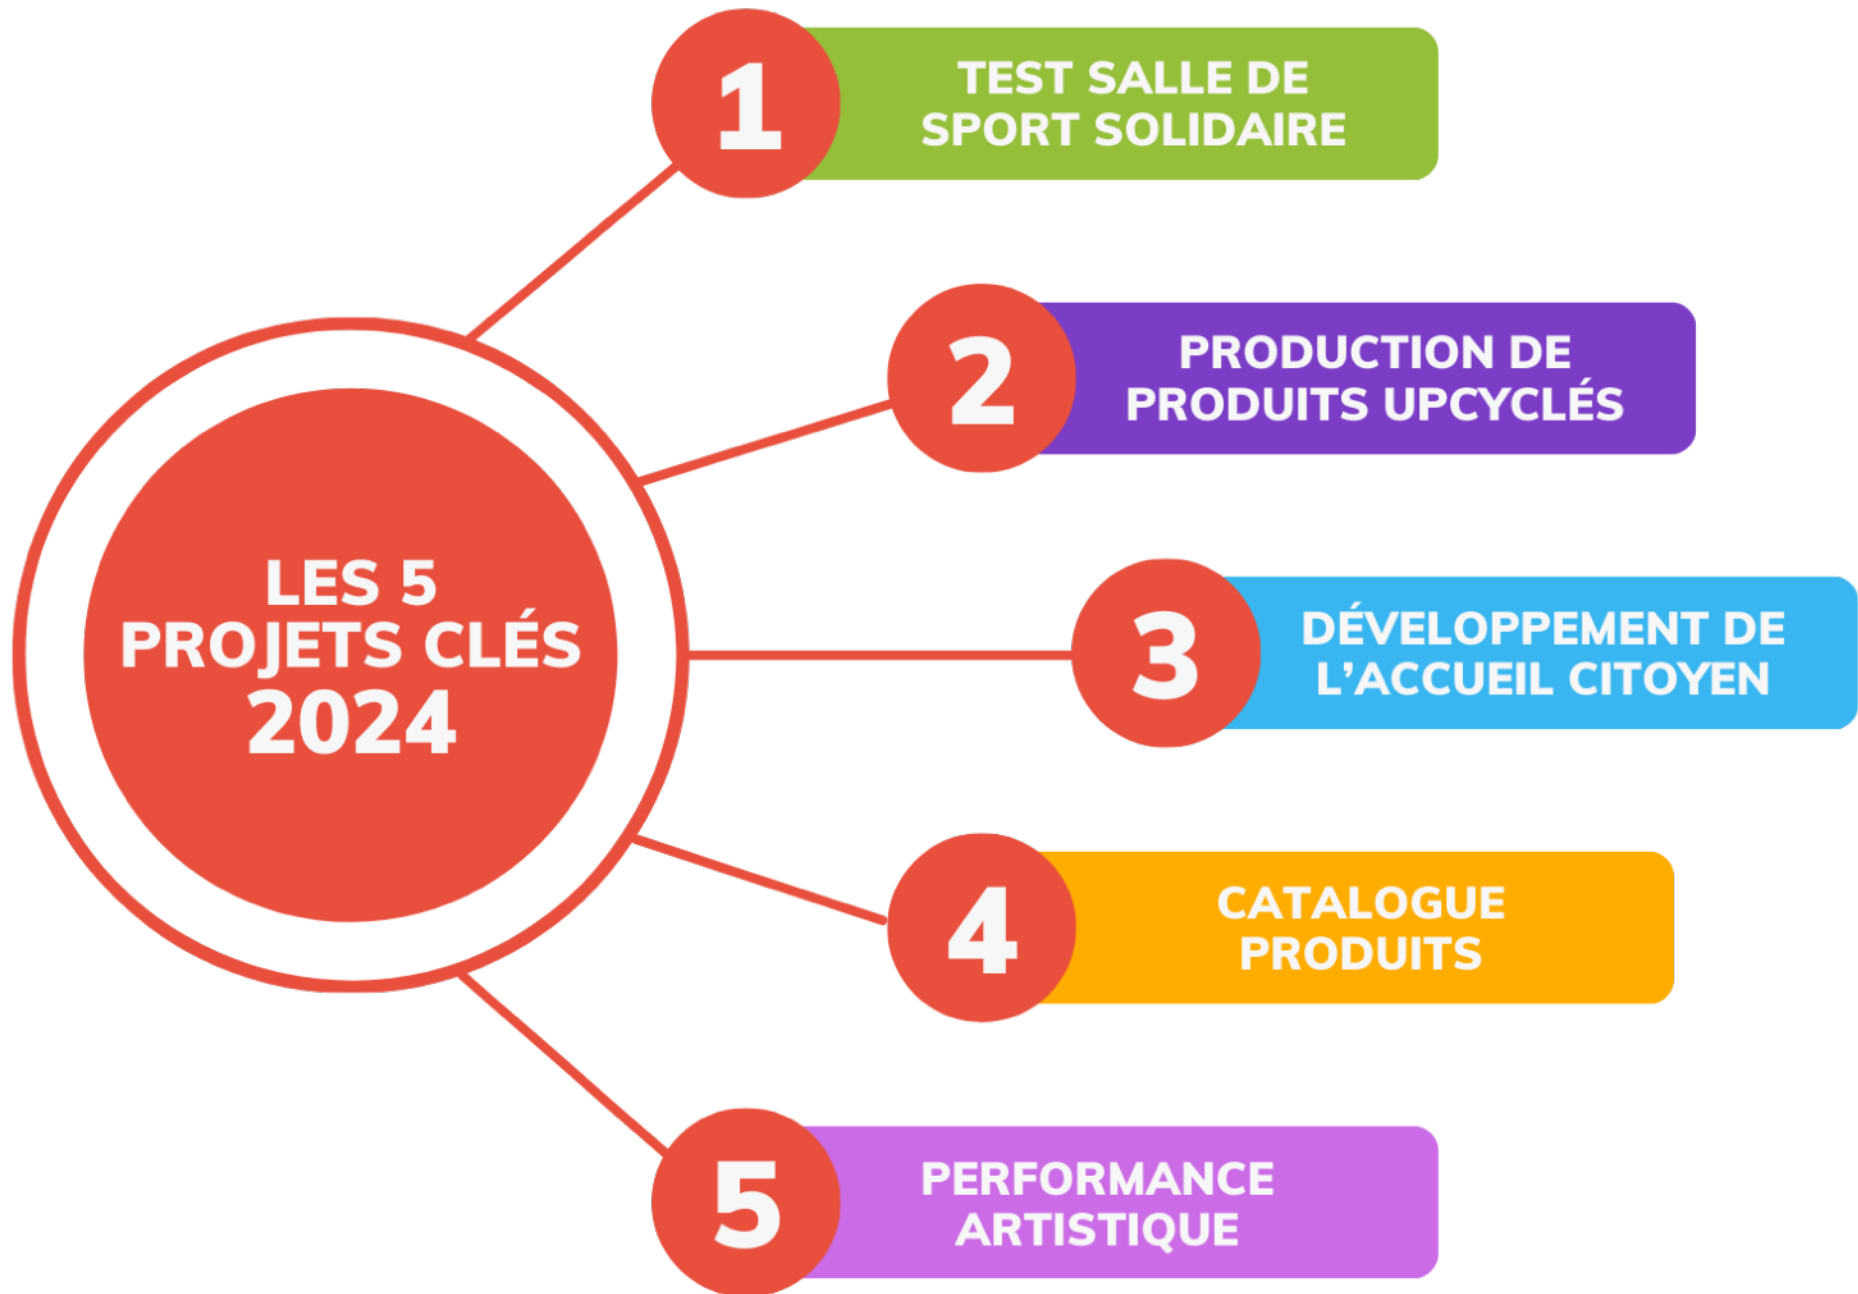 LES 5
PROJETS CLÉS
2024
1
TEST SALLE DE
SPORT SOLIDAIRE
2
PRODUCTION DE
PRODUITS UPCYCLÉS
3
DÉVELOPPEMENT DE
L'ACCUEIL CITOYEN
4
CATALOGUE
PRODUITS
5
PERFORMANCE
ARTISTIQUE